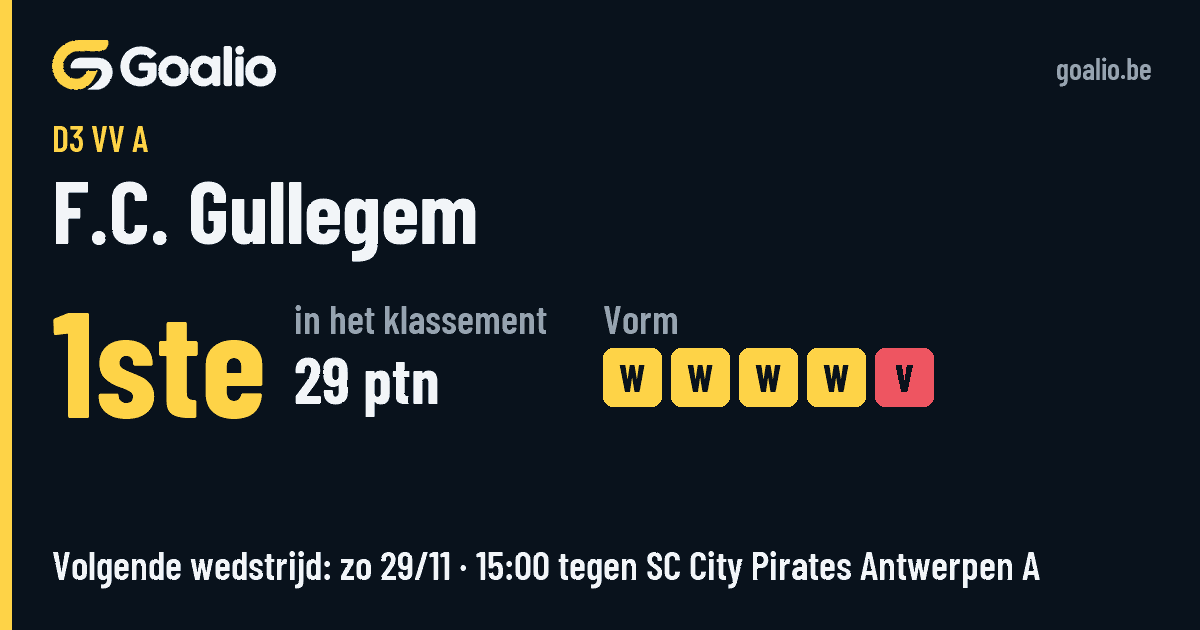 Goalio
goalio.be
D3 VV A
F.C. Gullegem
1ste
in het klassement
29 ptn
Vorm
W W W W V
Volgende wedstrijd: zo 29/11 · 15:00 tegen SC City Pirates Antwerpen A